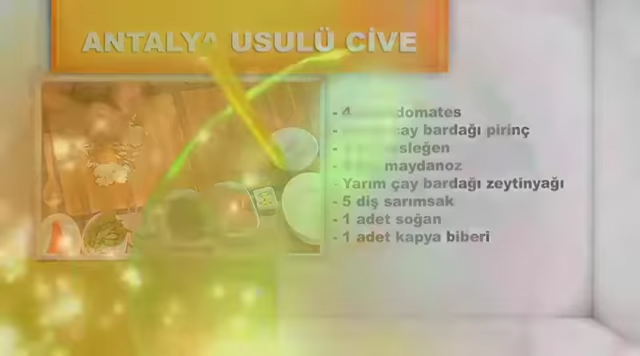 ANTALYA USULÜ CİVE
- 4 domates
- çay bardağı pirinç
-
- maydanoz
- Yarım çay bardağı zeytinyağı
- 5 diş sarımsak
- 1 adet soğan
- 1 adet kapya biberi